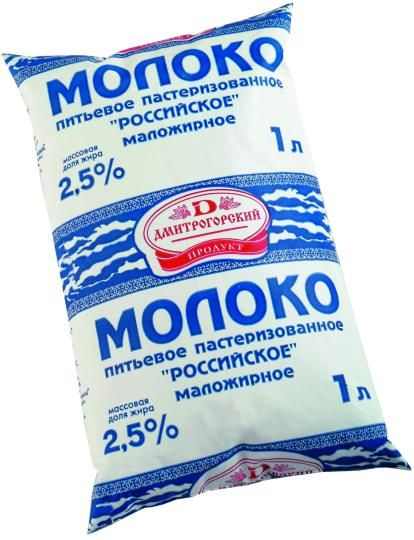 МОЛОКО
питьевое пастеризованное
"РОССИЙСКОЕ"
маложирное
массовая
доля жира
2,5%
1 л
D
ДМИТРОГОРСКИЙ
ПРОДУКТ
МОЛОКО
питьевое пастеризованное
"РОССИЙСКОЕ"
маложирное
массовая
доля жира
2,5%
1 л
D